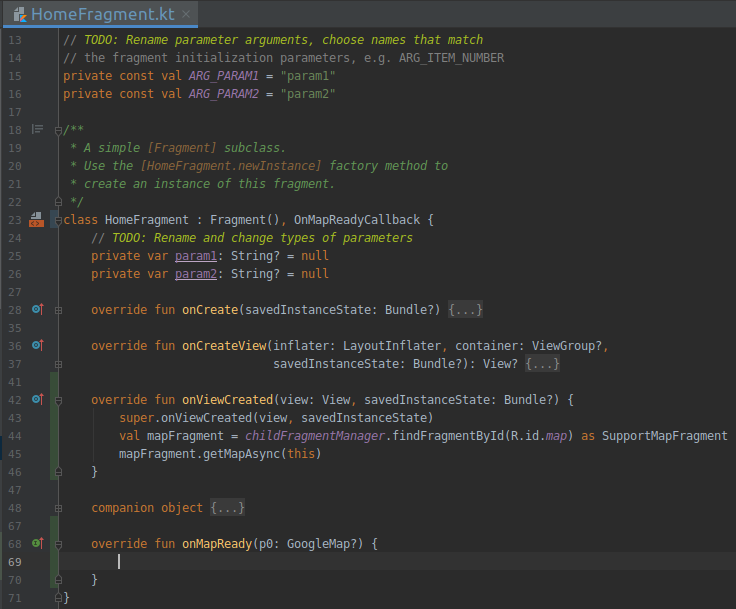 HomeFragment.kt ×
13 // TODO: Rename parameter arguments, choose names that match
14 // the fragment initialization parameters, e.g. ARG_ITEM_NUMBER
15 private const val ARG_PARAM1 = "param1"
16 private const val ARG_PARAM2 = "param2"
17
18 /**
19 * A simple [Fragment] subclass.
20 * Use the [HomeFragment.newInstance] factory method to
21 * create an instance of this fragment.
22 */
23 class HomeFragment : Fragment(), OnMapReadyCallback {
24 // TODO: Rename and change types of parameters
25 private var param1: String? = null
26 private var param2: String? = null
27
28 override fun onCreate(savedInstanceState: Bundle?) {...}
35
36 override fun onCreateView(inflater: LayoutInflater, container: ViewGroup?,
37 savedInstanceState: Bundle?): View? {...}
41
42 override fun onViewCreated(view: View, savedInstanceState: Bundle?) {
43 super.onViewCreated(view, savedInstanceState)
44 val mapFragment = childFragmentManager.findFragmentById(R.id.map) as SupportMapFragment
45 mapFragment.getMapAsync(this)
46 }
47
48 companion object {...}
67
68 override fun onMapReady(p0: GoogleMap?) {
69
70 }
71 }